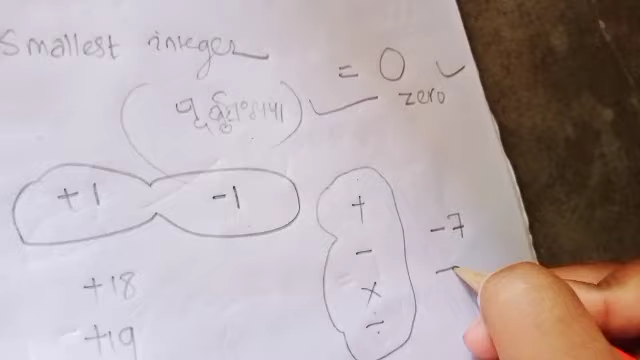 Smallest integer
= 0 ✓
zero
+1 -1
+ - × ÷
-7
+18
+19